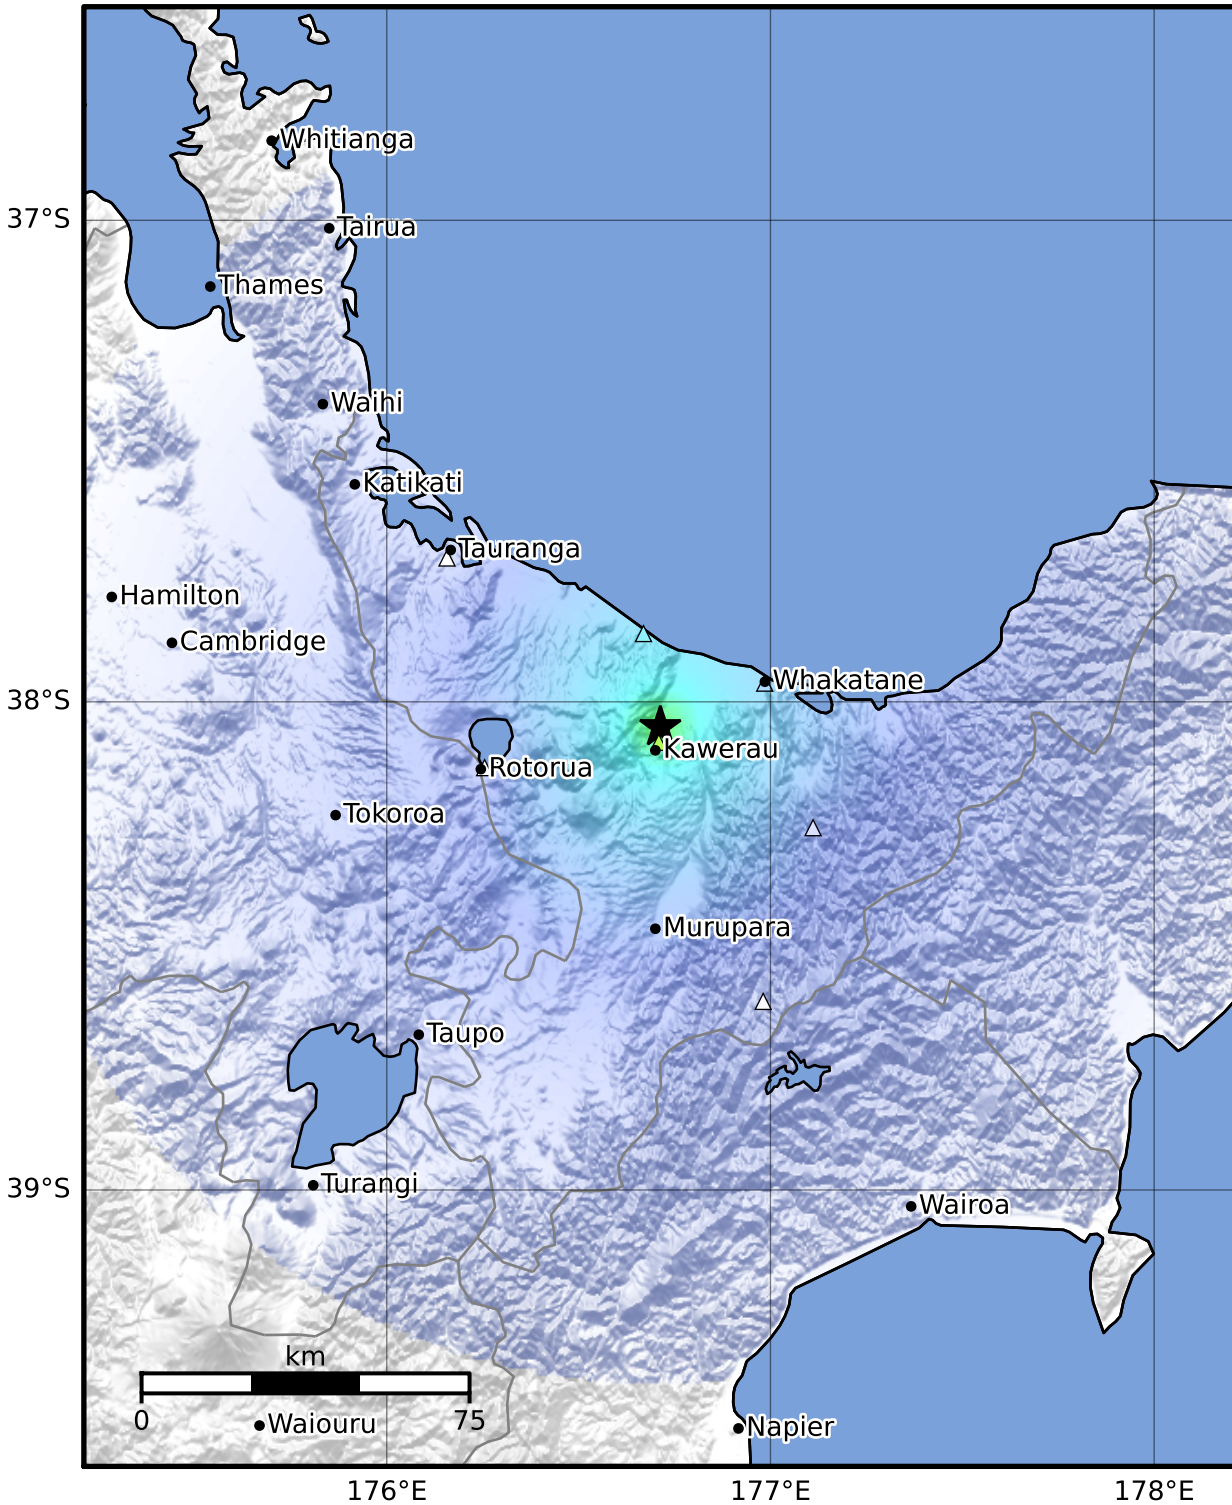 Whitianga
37°S
Tairua
Thames
Waihi
Katikati
Tauranga
Hamilton
Cambridge
Whakatane
38°S
Kawerau
Rotorua
Tokoroa
Murupara
Taupo
Turangi
39°S
Wairoa
km
0
75
Waiouru
Napier
176°E
177°E
178°E